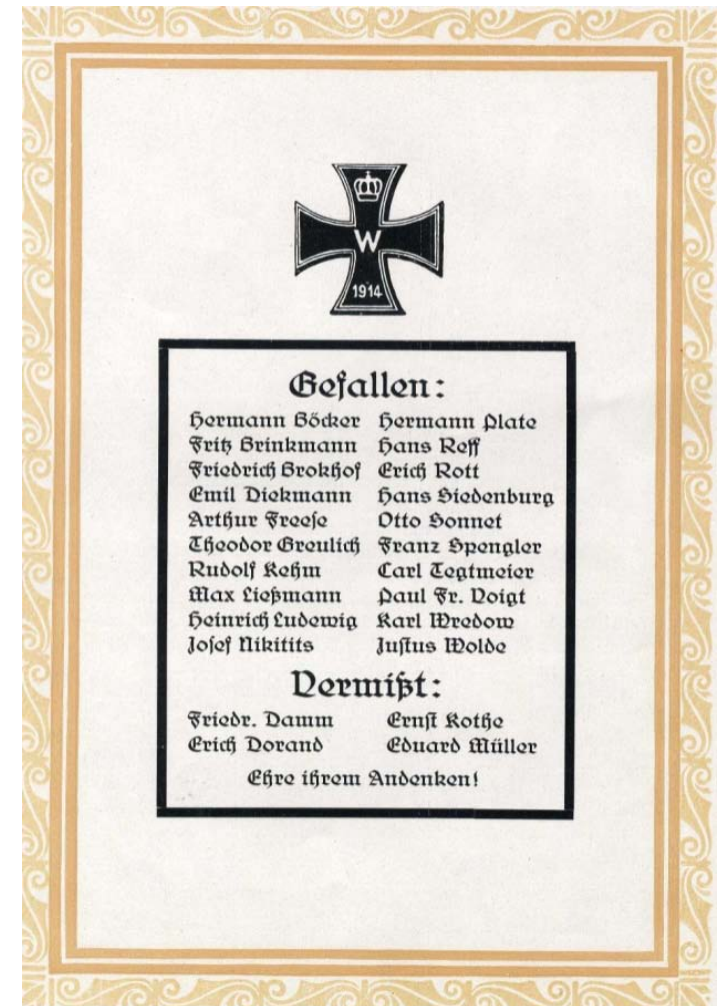 W
1914
Gefallen:
Hermann Böcker
Fritz Brinkmann
Friedrich Brokhof
Emil Diekmann
Arthur Freese
Theodor Greulich
Rudolf Kehm
Max Ließmann
Heinrich Ludewig
Josef Nikitits
Hermann Plate
Hans Reff
Erich Rott
Hans Siedenburg
Otto Sonnet
Franz Spengler
Carl Tegtmeier
Paul Fr. Voigt
Karl Wredow
Justus Wolde
Vermißt:
Friedr. Damm
Erich Dorand
Ernst Kothe
Eduard Müller
Ehre ihrem Andenken!